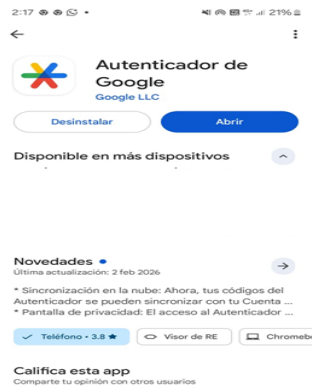 2:17
21%
Autenticador de
Google
Google LLC
Desinstalar
Abrir
Disponible en más dispositivos
Novedades
Última actualización: 2 feb 2026
* Sincronización en la nube: Ahora, tus códigos del
Autenticador se pueden sincronizar con tu Cuenta ...
* Pantalla de privacidad: El acceso al Autenticador ...
Teléfono • 3.8 ★
Visor de RE
Chromebo
Califica esta app
Comparte tu opinión con otros usuarios